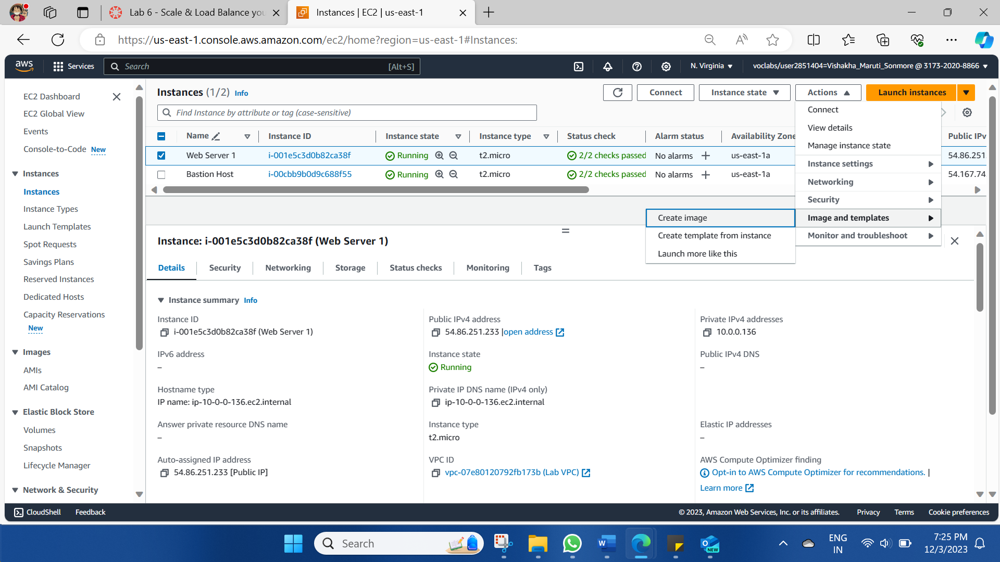 Lab 6 - Scale & Load Balance you
Instances | EC2 | us-east-1
https://us-east-1.console.aws.amazon.com/ec2/home?region=us-east-1#Instances:
aws
Services
Search
[Alt+S]
N. Virginia
voclabs/user2851404=Vishakha_Maruti_Sonmore @ 3173-2020-8866
EC2 Dashboard
EC2 Global View
Events
Console-to-Code New
Instances
Instances
Instance Types
Launch Templates
Spot Requests
Savings Plans
Reserved Instances
Dedicated Hosts
Capacity Reservations
New
Images
AMIs
AMI Catalog
Elastic Block Store
Volumes
Snapshots
Lifecycle Manager
Network & Security
Instances (1/2) Info
Connect
Instance state
Actions
Launch instances
Find Instance by attribute or tag (case-sensitive)
Name Instance ID Instance state Instance type Status check Alarm status Availability Zone Public IPv
Web Server 1 i-001e5c3d0b82ca38f Running t2.micro 2/2 checks passed No alarms us-east-1a 54.86.251
Bastion Host i-00cbb9b0d9c688f55 Running t2.micro 2/2 checks passed No alarms us-east-1a 54.167.74
Connect
View details
Manage instance state
Instance settings
Networking
Security
Image and templates
Monitor and troubleshoot
Create image
Create template from instance
Launch more like this
Instance: i-001e5c3d0b82ca38f (Web Server 1)
Details Security Networking Storage Status checks Monitoring Tags
Instance summary Info
Instance ID
i-001e5c3d0b82ca38f (Web Server 1)
Public IPv4 address
54.86.251.233 |open address
Private IPv4 addresses
10.0.0.136
IPv6 address
–
Instance state
Running
Public IPv4 DNS
–
Hostname type
IP name: ip-10-0-0-136.ec2.internal
Private IP DNS name (IPv4 only)
ip-10-0-0-136.ec2.internal
Answer private resource DNS name
–
Instance type
t2.micro
Elastic IP addresses
–
Auto-assigned IP address
54.86.251.233 [Public IP]
VPC ID
vpc-07e80120792fb173b (Lab VPC)
AWS Compute Optimizer finding
Opt-in to AWS Compute Optimizer for recommendations. |
Learn more
CloudShell Feedback
© 2023, Amazon Web Services, Inc. or its affiliates. Privacy Terms Cookie preferences
Search
NEW
ENG
IN
7:25 PM
12/3/2023